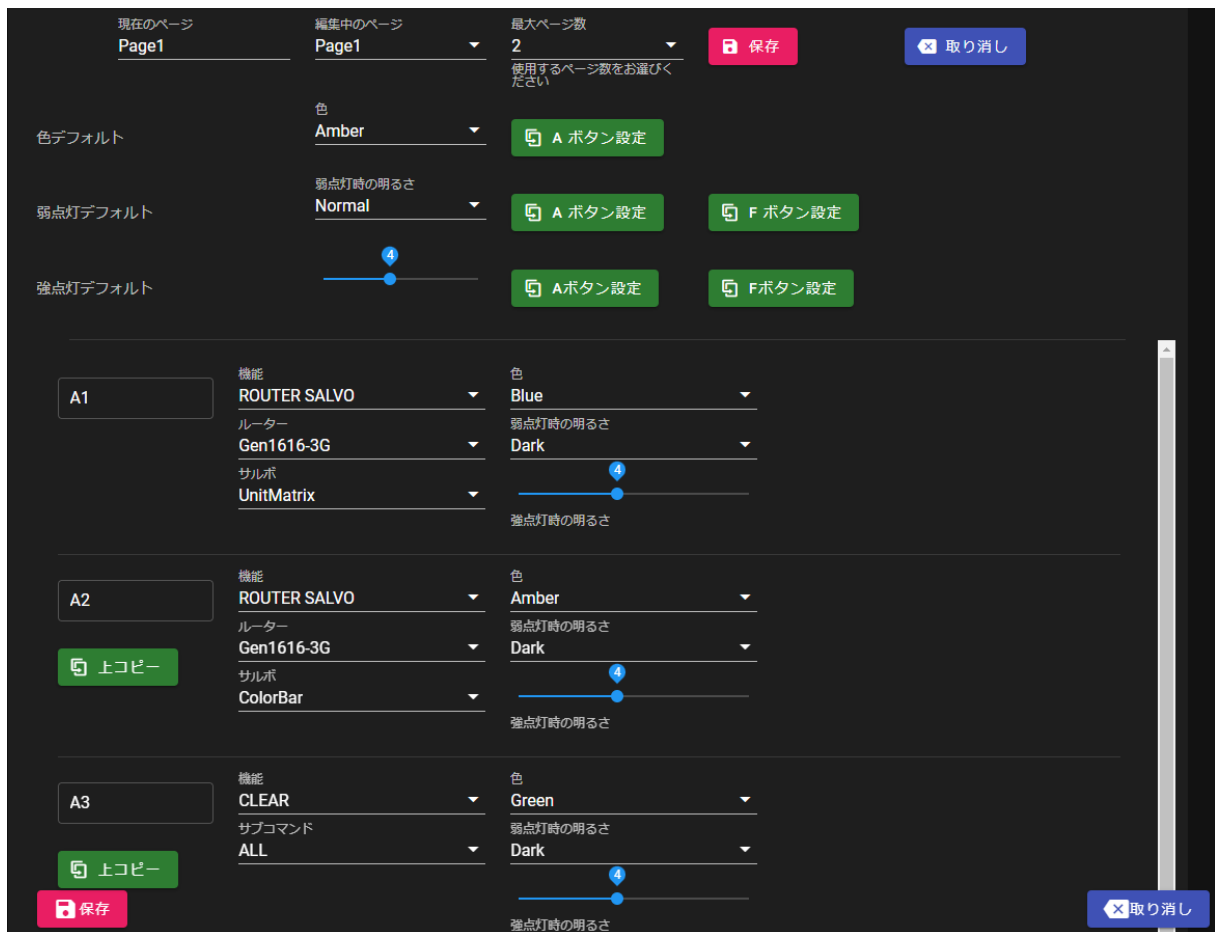 現在のページ
Page1
編集中のページ
Page1
最大ページ数
2
使用するページ数をお選びく
ださい
保存
取り消し
色デフォルト
色
Amber
A ボタン設定
弱点灯デフォルト
弱点灯時の明るさ
Normal
A ボタン設定
F ボタン設定
強点灯デフォルト
4
Aボタン設定
Fボタン設定
A1
機能
ROUTER SALVO
ルーター
Gen1616-3G
サルボ
UnitMatrix
色
Blue
弱点灯時の明るさ
Dark
4
強点灯時の明るさ
A2
上コピー
機能
ROUTER SALVO
ルーター
Gen1616-3G
サルボ
ColorBar
色
Amber
弱点灯時の明るさ
Dark
4
強点灯時の明るさ
A3
上コピー
機能
CLEAR
サブコマンド
ALL
色
Green
弱点灯時の明るさ
Dark
4
強点灯時の明るさ
保存
取り消し